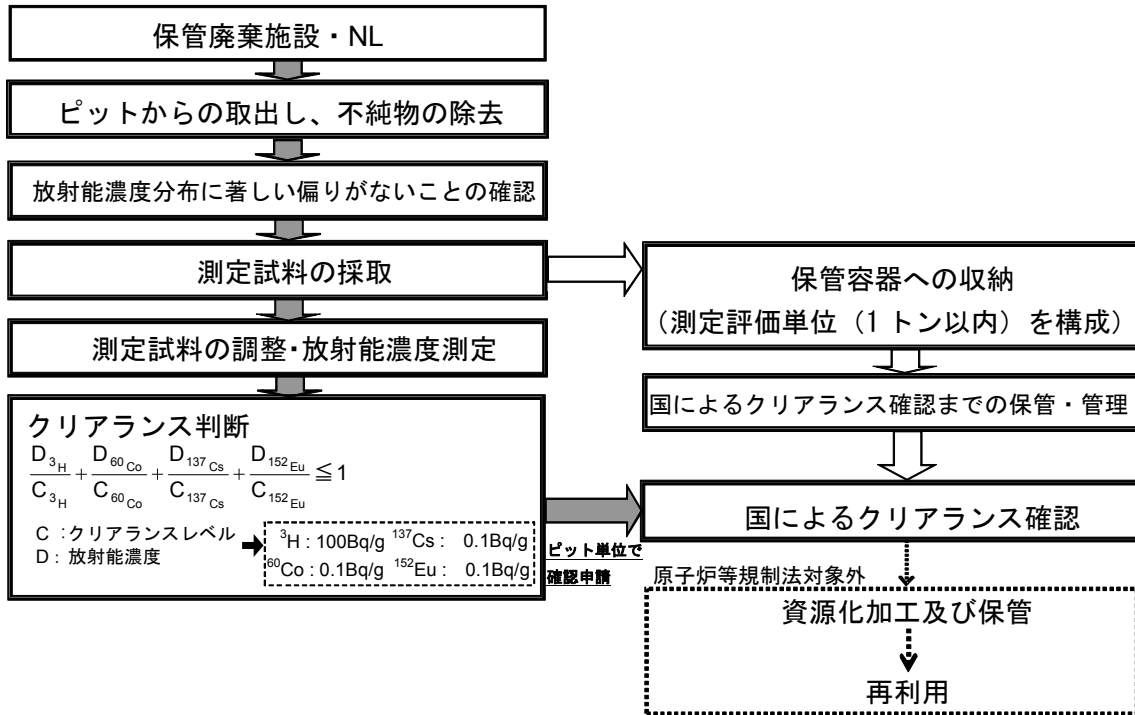 保管廃棄施設・NL
ピットからの取出し、不純物の除去
放射能濃度分布に著しい偏りがないことの確認
測定試料の採取
測定試料の調整・放射能濃度測定
クリアランス判断
D3H/C3H + D60Co/C60Co + D137Cs/C137Cs + D152Eu/C152Eu ≦ 1
C :クリアランスレベル
D: 放射能濃度
3H : 100Bq/g 137Cs : 0.1Bq/g
60Co : 0.1Bq/g 152Eu : 0.1Bq/g
ピット単位で
確認申請
保管容器への収納
(測定評価単位(1 トン以内)を構成)
国によるクリアランス確認までの保管・管理
国によるクリアランス確認
原子炉等規制法対象外
資源化加工及び保管
再利用